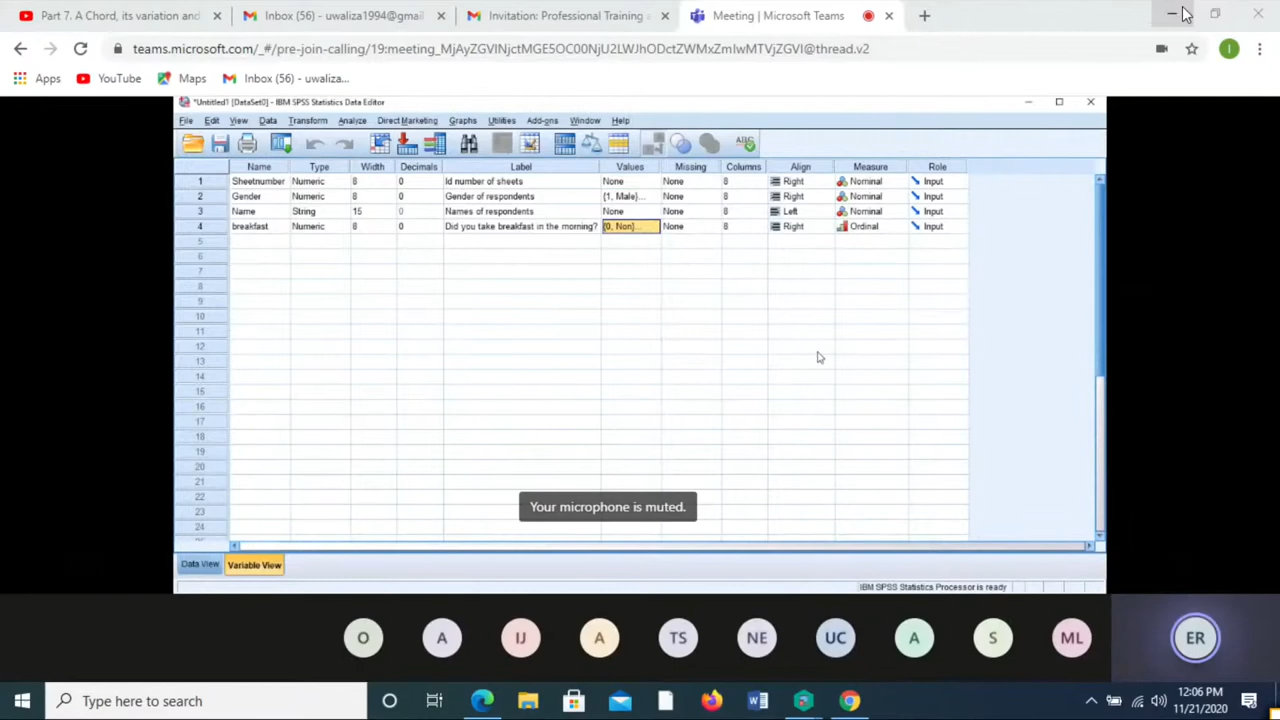 Part 7. A Chord, its variation and
Inbox (56) - uwaliza1994@gmail
Invitation: Professional Training
Meeting | Microsoft Teams
teams.microsoft.com/_#/pre-join-calling/19:meeting_MjAyZGVlNjctMGE5OC00NjU2LWJhODctZWMxZmIwMTVjZGVl@thread.v2
I
Apps YouTube Maps Inbox (56) - uwaliza...
*Untitled1 [DataSet0] - IBM SPSS Statistics Data Editor
File Edit View Data Transform Analyze Direct Marketing Graphs Utilities Add-ons Window Help
Name Type Width Decimals Label Values Missing Columns Align Measure Role
1 Sheetnumber Numeric 8 0 Id number of sheets None None 8 Right Nominal Input
2 Gender Numeric 8 0 Gender of respondents {1, Male}... None 8 Right Nominal Input
3 Name String 15 0 Names of respondents None None 8 Left Nominal Input
4 breakfast Numeric 8 0 Did you take breakfast in the morning? {0, Non}... None 8 Right Ordinal Input
5
6
7
8
9
10
11
12
13
14
15
16
17
18
19
20
21
22
23
24
Your microphone is muted.
Data View Variable View
IBM SPSS Statistics Processor is ready
O A IJ A TS NE UC A S ML ER
Type here to search
12:06 PM
11/21/2020